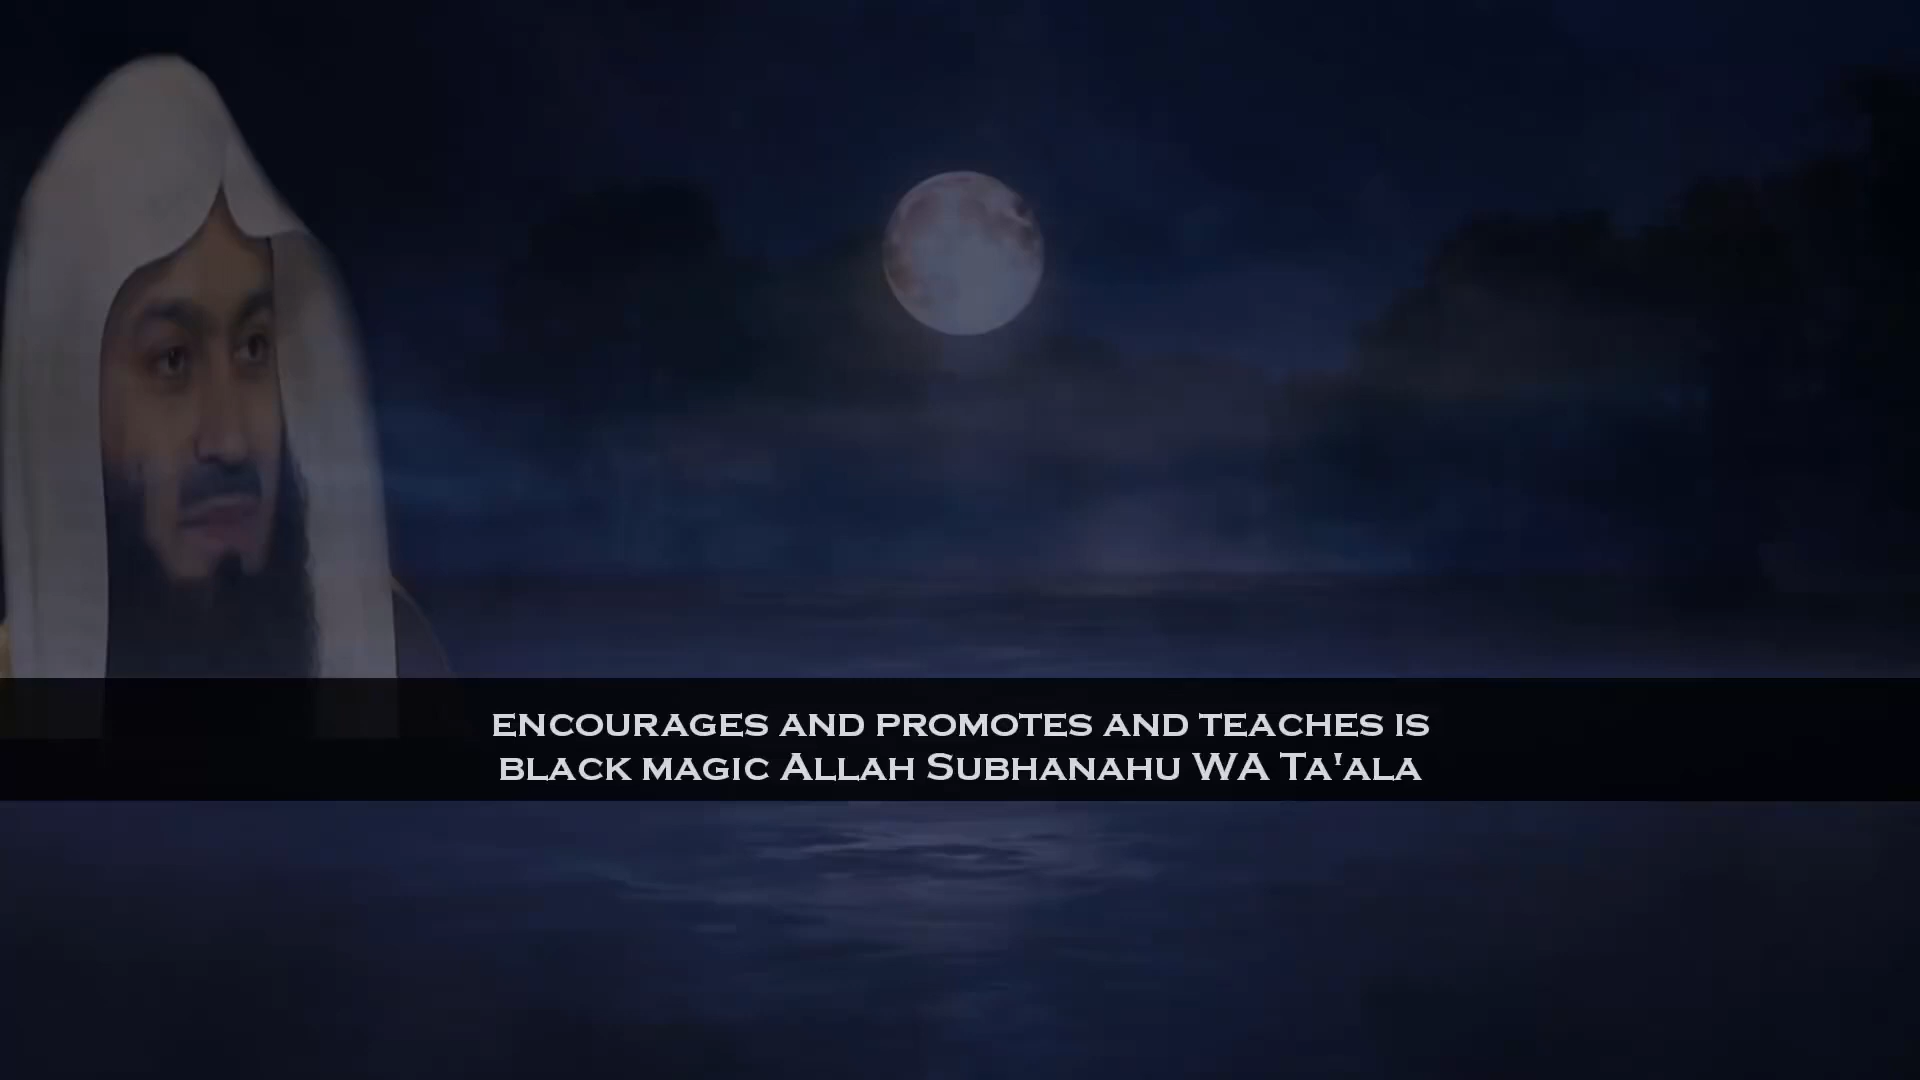 ENCOURAGES AND PROMOTES AND TEACHES IS
BLACK MAGIC ALLAH SUBHANAHU WA TA'ALA